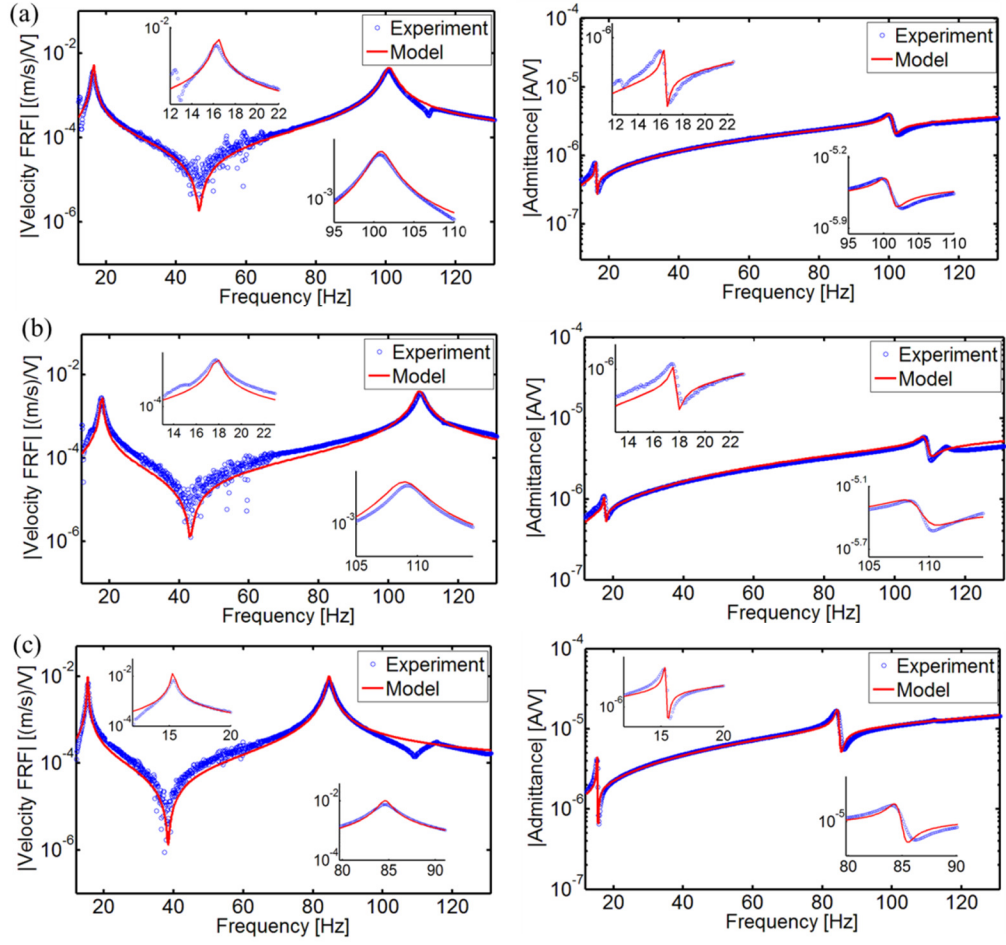 (a)
|Velocity FRF| [(m/s)/V]
10^-2
10^-4
10^-6
20 40 60 80 100 120
Frequency [Hz]
Experiment
Model
10^-2
12 14 16 18 20 22
10^-3
95 100 105 110
|Admittance| [A/V]
10^-4
10^-5
10^-6
10^-7
20 40 60 80 100 120
Frequency [Hz]
Experiment
Model
10^-6
12 14 16 18 20 22
10^-5.2
10^-5.9
95 100 105 110
(b)
|Velocity FRF| [(m/s)/V]
10^-2
10^-4
10^-6
20 40 60 80 100 120
Frequency [Hz]
Experiment
Model
10^-4
14 16 18 20 22
10^-3
105 110
|Admittance| [A/V]
10^-4
10^-5
10^-6
10^-7
20 40 60 80 100 120
Frequency [Hz]
Experiment
Model
10^-6
14 16 18 20 22
10^-5.1
10^-5.7
105 110
(c)
|Velocity FRF| [(m/s)/V]
10^-2
10^-4
10^-6
20 40 60 80 100 120
Frequency [Hz]
Experiment
Model
10^-2
10^-4
15 20
10^-2
10^-4
80 85 90
|Admittance| [A/V]
10^-4
10^-5
10^-6
10^-7
20 40 60 80 100 120
Frequency [Hz]
Experiment
Model
10^-6
15 20
10^-5
80 85 90